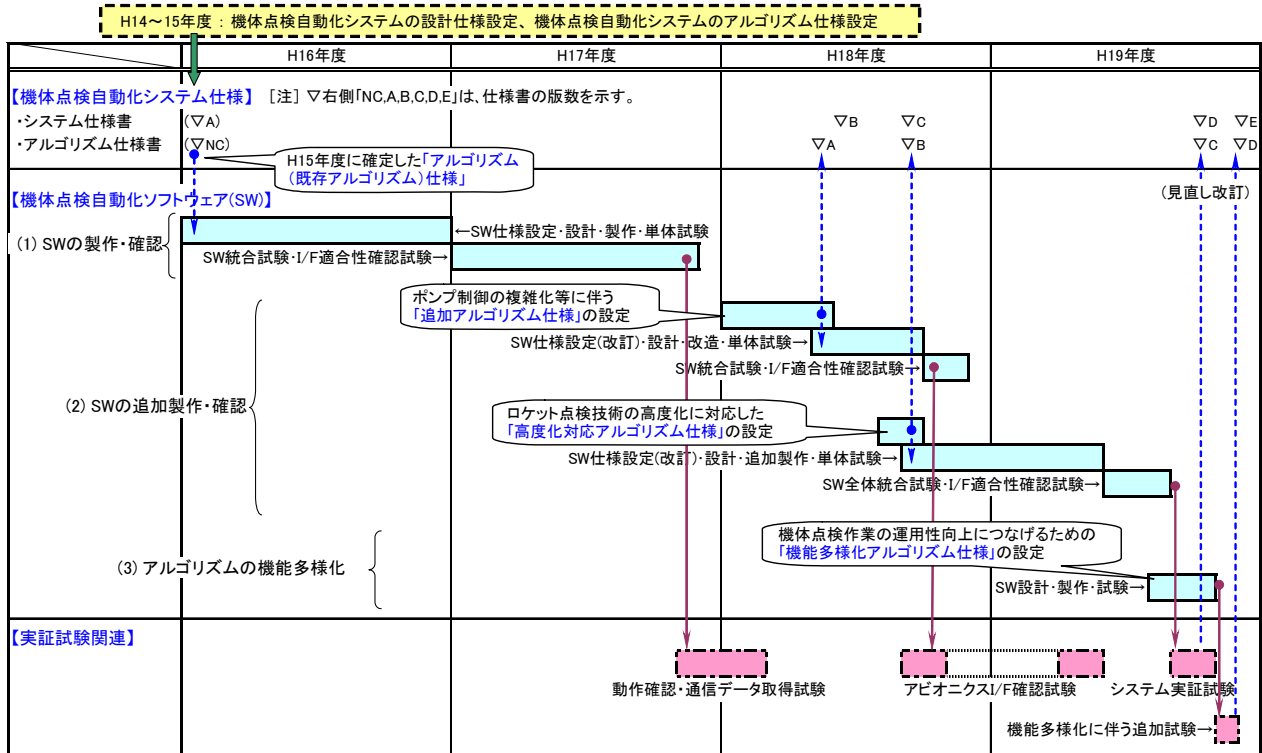 H14～15年度 : 機体点検自動化システムの設計仕様設定、機体点検自動化システムのアルゴリズム仕様設定
H16年度 H17年度 H18年度 H19年度
【機体点検自動化システム仕様】 [注] ▽右側「NC,A,B,C,D,E」は、仕様書の版数を示す。
・システム仕様書 (▽A) ▽B ▽C ▽D ▽E
・アルゴリズム仕様書 (▽NC) ▽A ▽B ▽C ▽D
H15年度に確定した「アルゴリズム
(既存アルゴリズム)仕様」
(見直し改訂)
【機体点検自動化ソフトウェア(SW)】
(1) SWの製作・確認
←SW仕様設定・設計・製作・単体試験
SW統合試験・I/F適合性確認試験→
ポンプ制御の複雑化等に伴う
「追加アルゴリズム仕様」の設定
SW仕様設定(改訂)・設計・改造・単体試験→
SW統合試験・I/F適合性確認試験→
(2) SWの追加製作・確認
ロケット点検技術の高度化に対応した
「高度化対応アルゴリズム仕様」の設定
SW仕様設定(改訂)・設計・追加製作・単体試験→
SW全体統合試験・I/F適合性確認試験→
機体点検作業の運用性向上につなげるための
「機能多様化アルゴリズム仕様」の設定
(3) アルゴリズムの機能多様化
SW設計・製作・試験→
【実証試験関連】
動作確認・通信データ取得試験 アビオニクスI/F確認試験 システム実証試験
機能多様化に伴う追加試験→